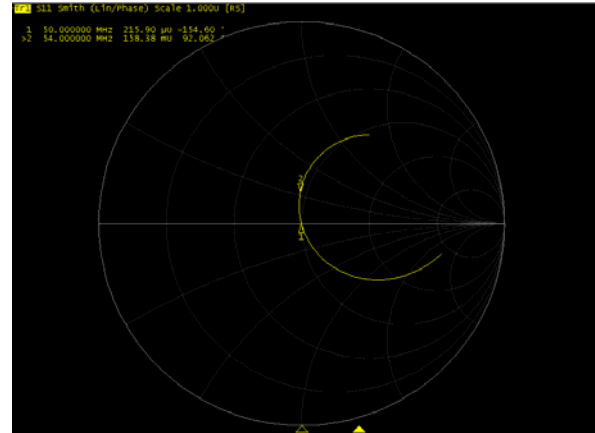 Tr1 S11 Smith (Lin/Phase) Scale 1.000U [RS]
1 50.000000 MHz 215.90 µU -154.60 °
>2 54.000000 MHz 158.38 mU 92.062 °
2
1